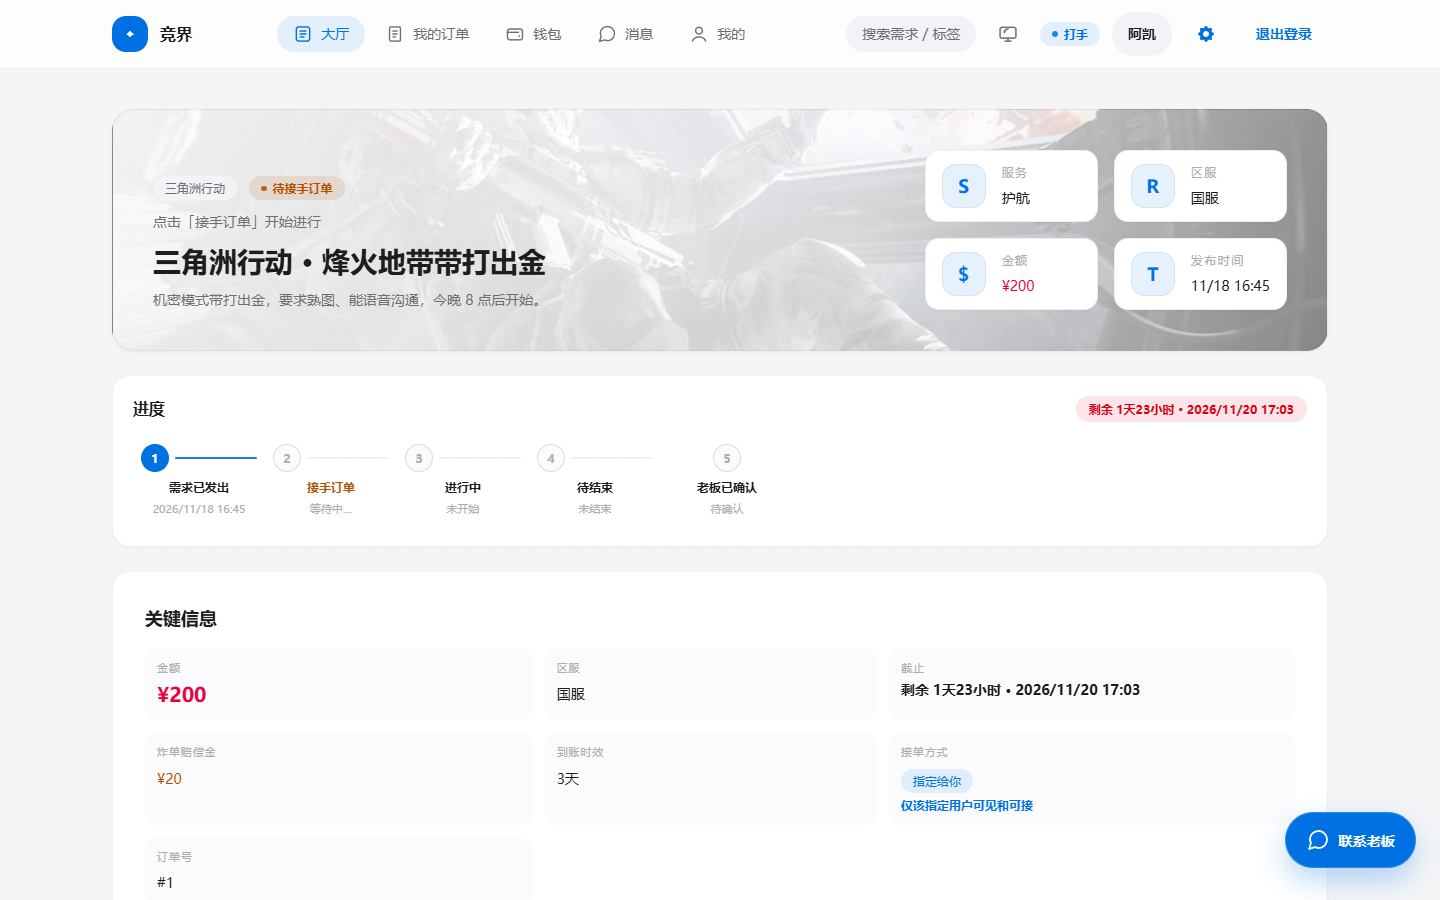 竞界
大厅
我的订单
钱包
消息
我的
搜索需求 / 标签
打手
阿凯
退出登录
三角洲行动
待接手订单
点击「接手订单」开始进行
三角洲行动 • 烽火地带带打出金
机密模式带打出金，要求熟图、能语音沟通，今晚 8 点后开始。
S
服务
护航
R
区服
国服
$
金额
¥200
T
发布时间
11/18 16:45
进度
剩余 1天23小时 • 2026/11/20 17:03
1
2
3
4
5
需求已发出
接手订单
进行中
待结束
老板已确认
2026/11/18 16:45
等待中...
未开始
未结束
待确认
关键信息
金额
¥200
区服
国服
截止
剩余 1天23小时 • 2026/11/20 17:03
炸单赔偿金
¥20
到账时效
3天
接单方式
指定给你
仅该指定用户可见和可接
订单号
#1
联系老板